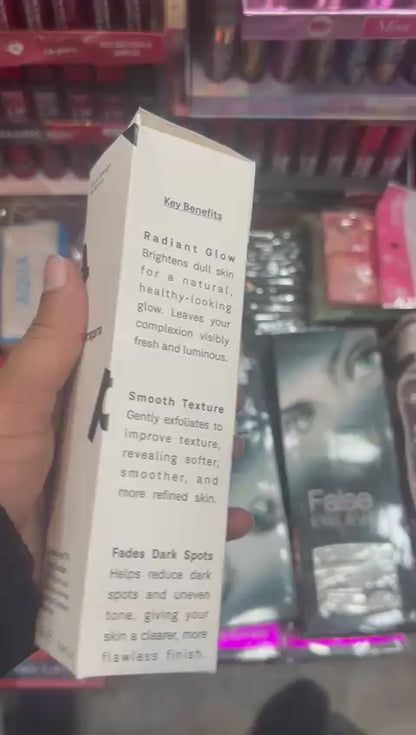 Key Benefits
Radiant Glow
Brightens dull skin
for a natural,
healthy-looking
glow. Leaves your
complexion visibly
fresh and luminous.
Smooth Texture
Gently exfoliates to
improve texture,
revealing softer,
smoother, and
more refined skin.
Fades Dark Spots
Helps reduce dark
spots and uneven
tone, giving your
skin a clearer, more
flawless finish.
AQUA
False